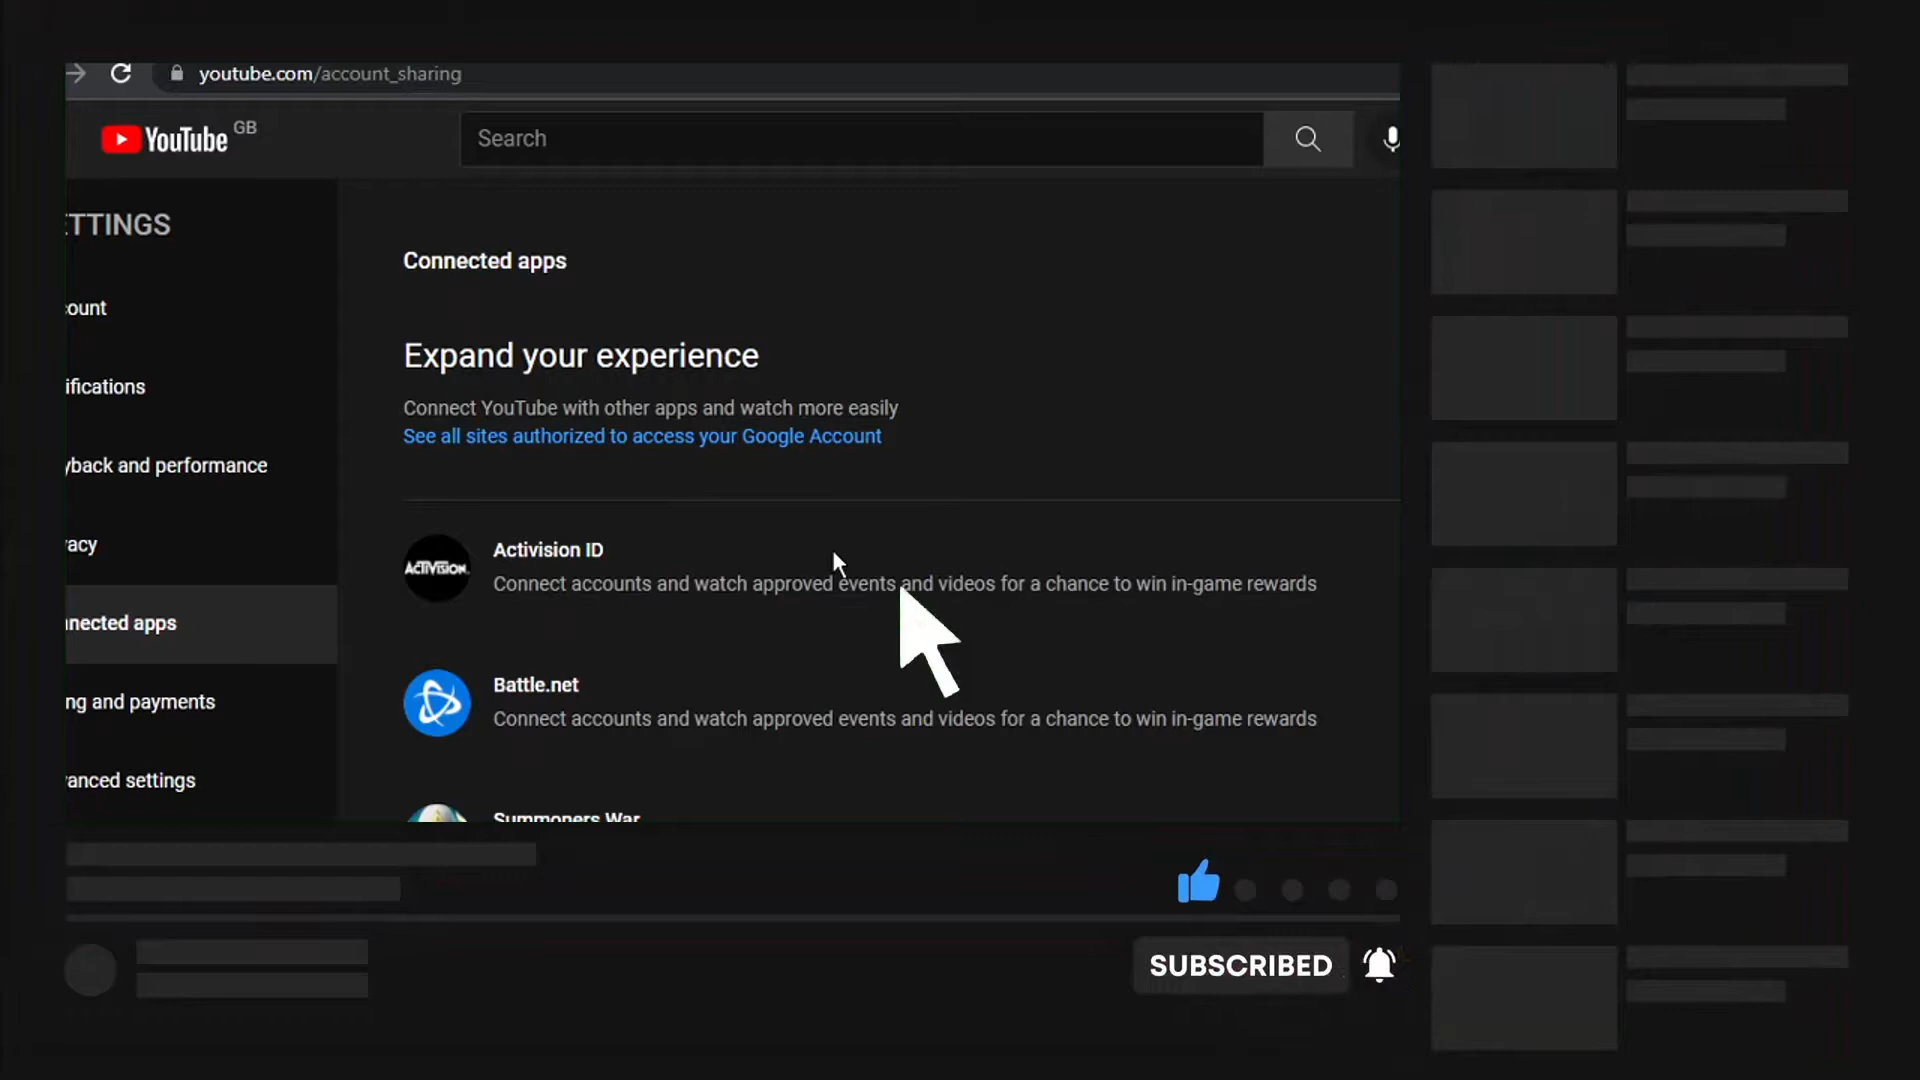 youtube.com/account_sharing
YouTube GB
Search
ETTINGS
count
ifications
yback and performance
acy
nnected apps
ng and payments
anced settings
Connected apps
Expand your experience
Connect YouTube with other apps and watch more easily
See all sites authorized to access your Google Account
ACTIVISION
Activision ID
Connect accounts and watch approved events and videos for a chance to win in-game rewards
Battle.net
Connect accounts and watch approved events and videos for a chance to win in-game rewards
Summoners War
SUBSCRIBED